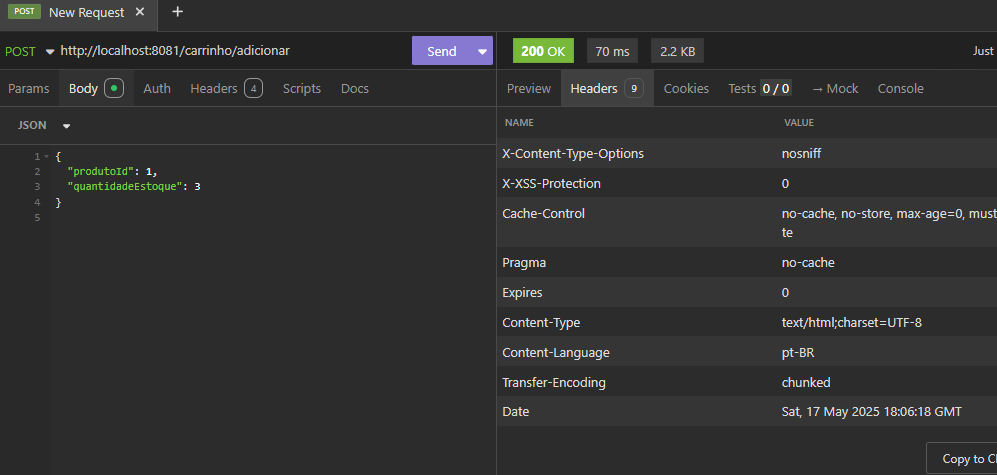 POST New Request ✕ +
POST ▼ http://localhost:8081/carrinho/adicionar Send ▼
200 OK 70 ms 2.2 KB Just
Params Body Auth Headers 4 Scripts Docs
Preview Headers 9 Cookies Tests 0 / 0 → Mock Console
JSON ▼
NAME VALUE
1 {
2 "produtoId": 1,
3 "quantidadeEstoque": 3
4 }
5
X-Content-Type-Options nosniff
X-XSS-Protection 0
Cache-Control no-cache, no-store, max-age=0, must
te
Pragma no-cache
Expires 0
Content-Type text/html;charset=UTF-8
Content-Language pt-BR
Transfer-Encoding chunked
Date Sat, 17 May 2025 18:06:18 GMT
Copy to